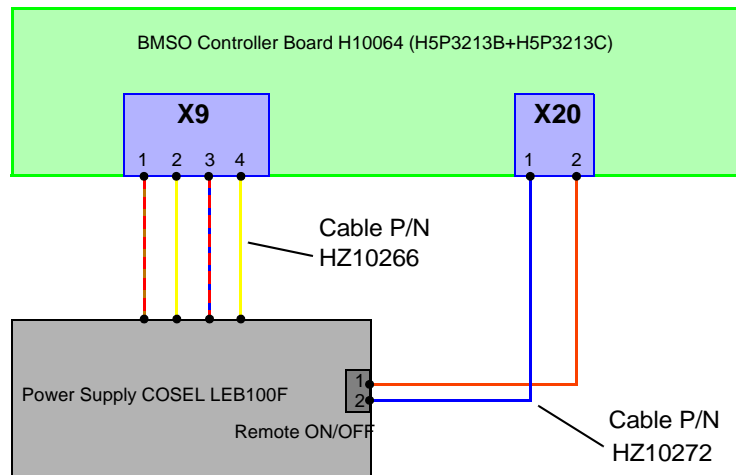 BMSO Controller Board H10064 (H5P3213B+H5P3213C)
X9
X20
1 2 3 4
1 2
Cable P/N
HZ10266
Power Supply COSEL LEB100F
1
2
Remote ON/OFF
Cable P/N
HZ10272